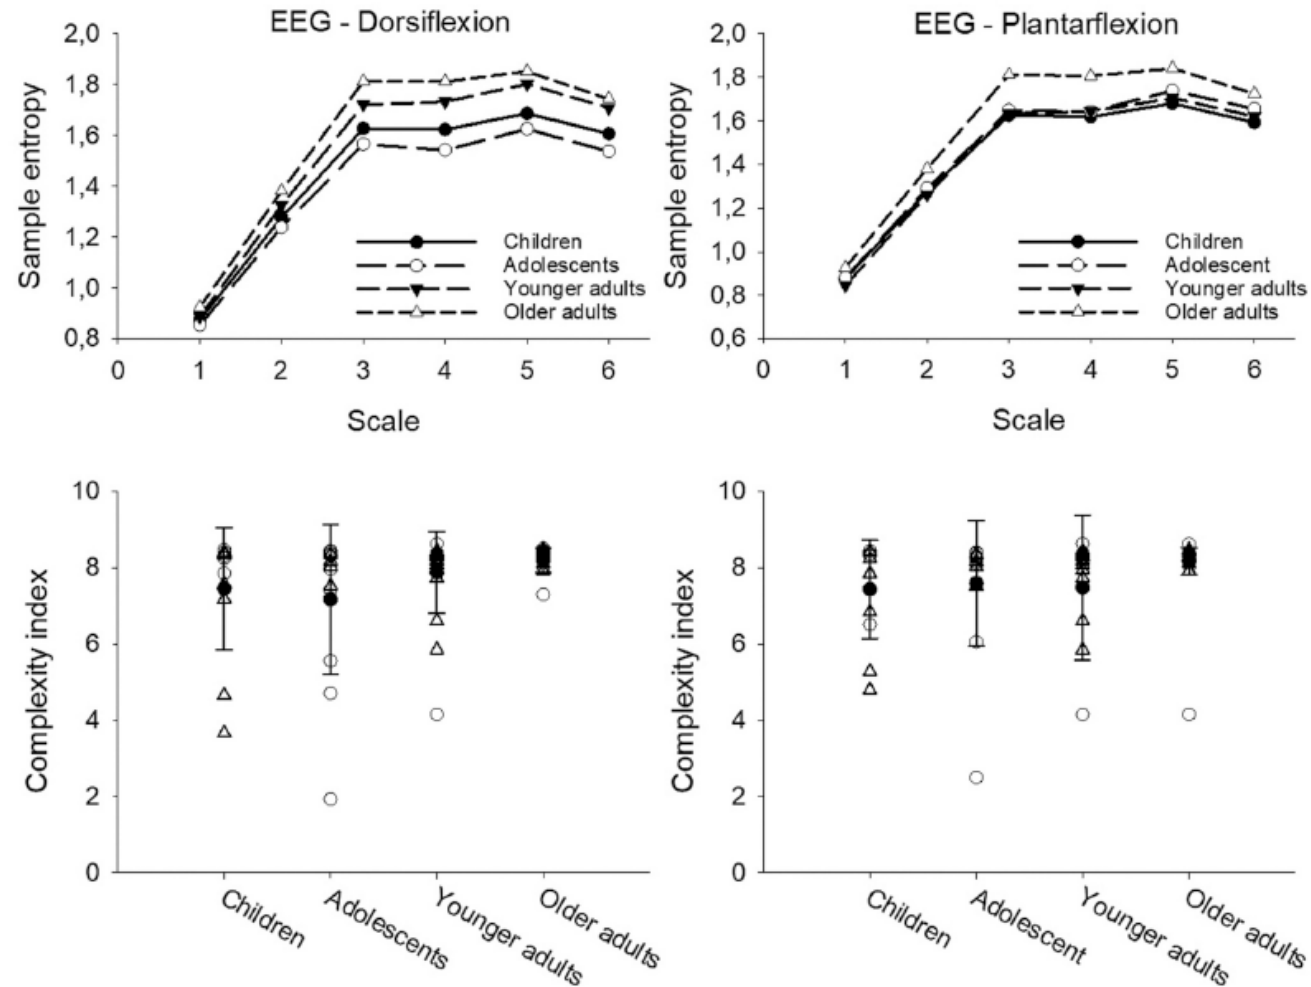 EEG - Dorsiflexion
2,0
1,8
1,6
1,4
1,2
1,0
0,8
Sample entropy
Children
Adolescents
Younger adults
Older adults
0 1 2 3 4 5 6
Scale
EEG - Plantarflexion
2,0
1,8
1,6
1,4
1,2
1,0
0,8
0,6
Sample entropy
Children
Adolescent
Younger adults
Older adults
0 1 2 3 4 5 6
Scale
10
8
6
4
2
0
Complexity index
Children
Adolescents
Younger adults
Older adults
10
8
6
4
2
0
Complexity index
Children
Adolescent
Younger adults
Older adults